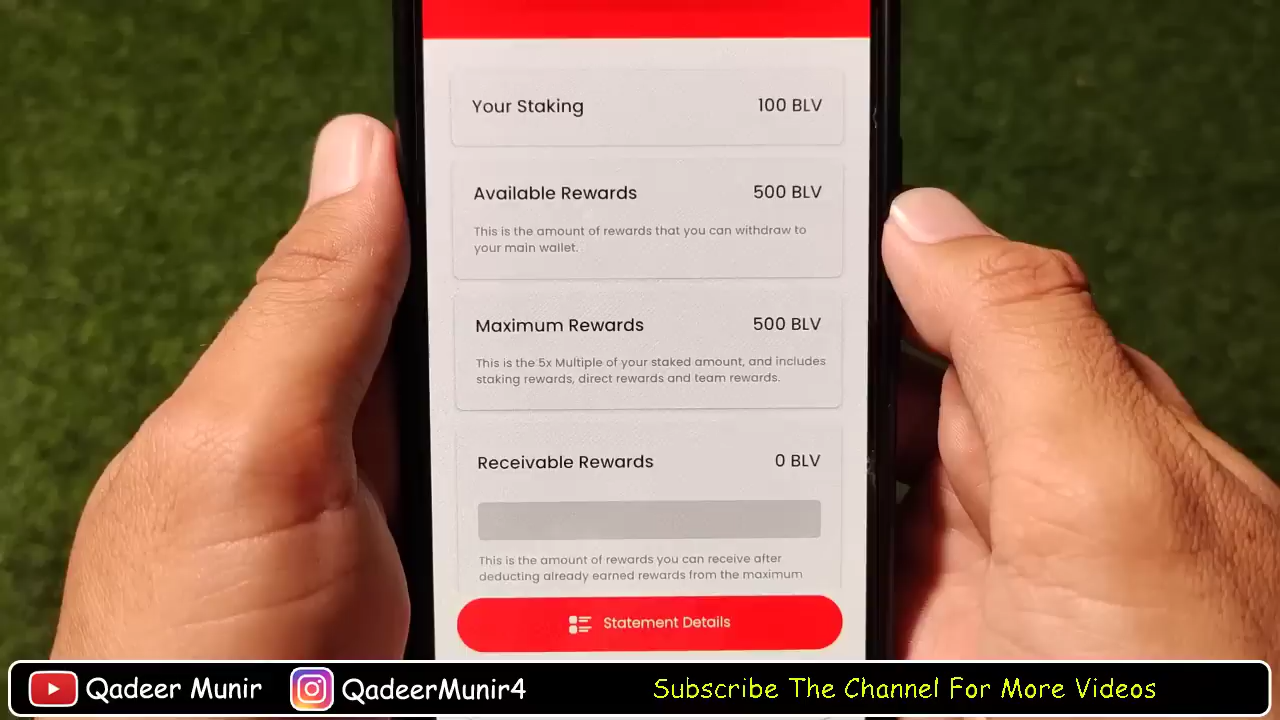 Your Staking 100 BLV
Available Rewards 500 BLV
This is the amount of rewards that you can withdraw to
your main wallet.
Maximum Rewards 500 BLV
This is the 5x Multiple of your staked amount, and includes
staking rewards, direct rewards and team rewards.
Receivable Rewards 0 BLV
This is the amount of rewards you can receive after
deducting already earned rewards from the maximum
Statement Details
Qadeer Munir QadeerMunir4 Subscribe The Channel For More Videos